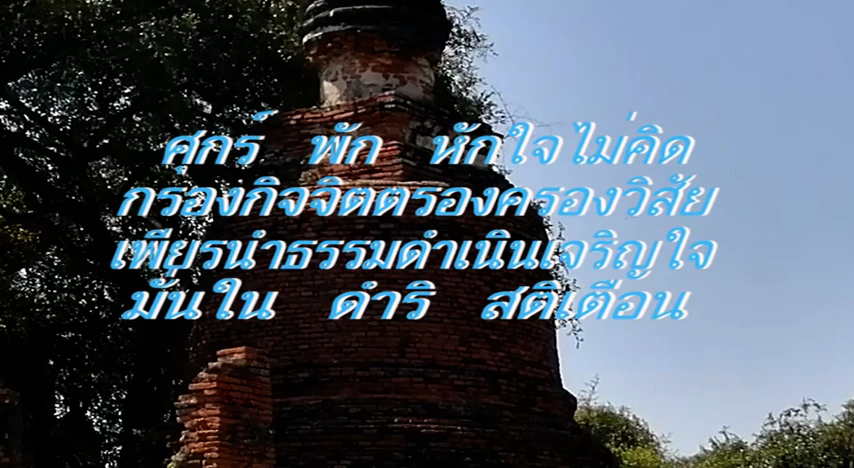 ศุกร์ พัก หักใจไม่คิด
กรองกิจจิตตรองครองวิสัย
เพียรนำธรรมดำเนินเจริญใจ
มั่นใน ดำริ สติเตือน